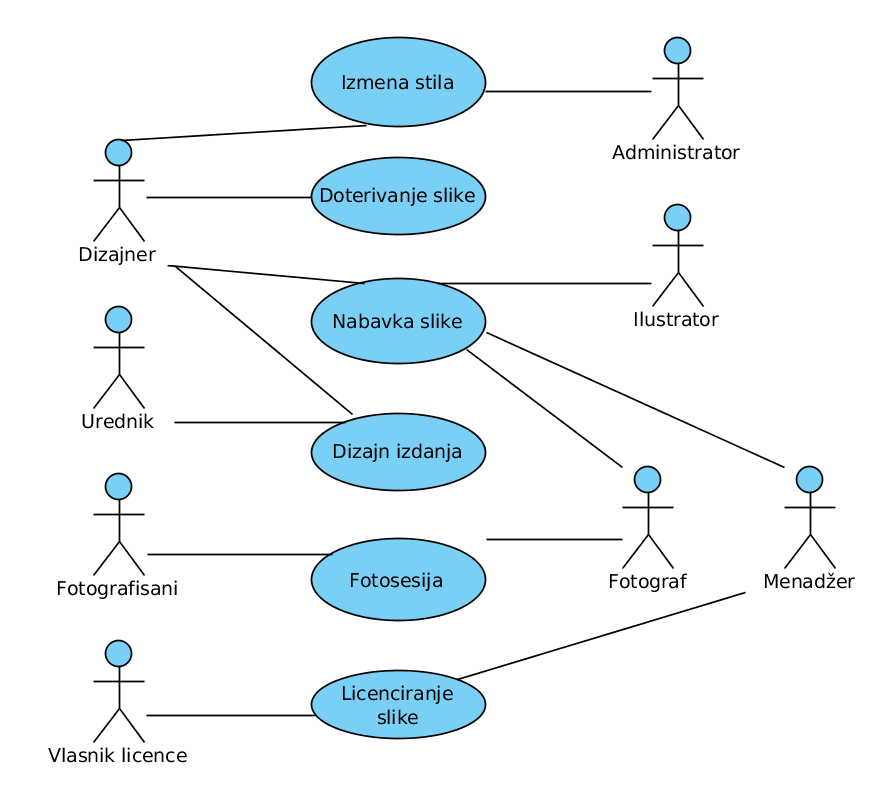 Izmena stila
Administrator
Doterivanje slike
Dizajner
Ilustrator
Nabavka slike
Urednik
Dizajn izdanja
Fotografisani
Fotosesija
Fotograf
Menadžer
Licenciranje
slike
Vlasnik licence